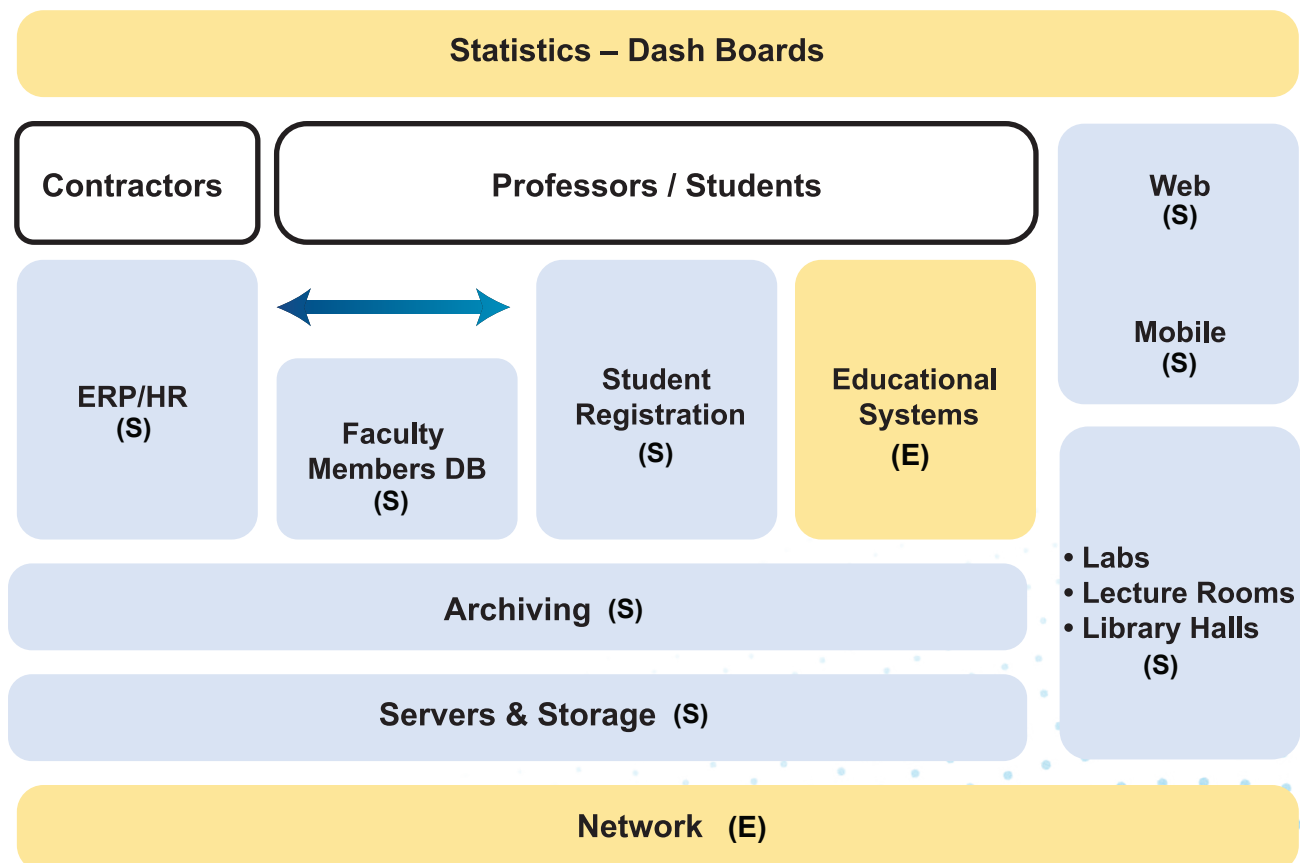 Statistics – Dash Boards
Contractors
Professors / Students
Web
(S)
Mobile
(S)
ERP/HR
(S)
Faculty
Members DB
(S)
Student
Registration
(S)
Educational
Systems
(E)
• Labs
• Lecture Rooms
• Library Halls
(S)
Archiving (S)
Servers & Storage (S)
Network (E)